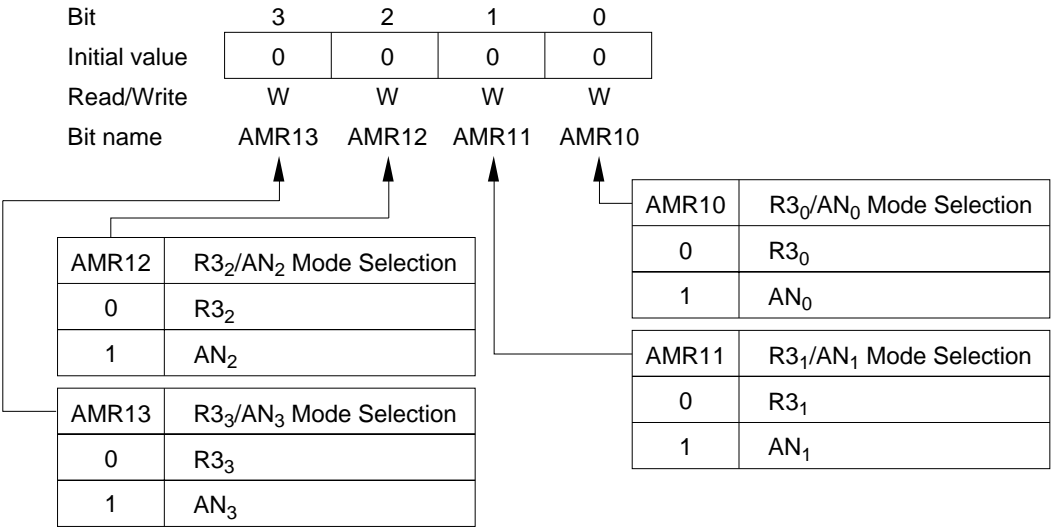 Bit 3 2 1 0
Initial value 0 0 0 0
Read/Write W W W W
Bit name AMR13 AMR12 AMR11 AMR10
AMR12 R3₂/AN₂ Mode Selection
0 R3₂
1 AN₂
AMR13 R3₃/AN₃ Mode Selection
0 R3₃
1 AN₃
AMR10 R3₀/AN₀ Mode Selection
0 R3₀
1 AN₀
AMR11 R3₁/AN₁ Mode Selection
0 R3₁
1 AN₁